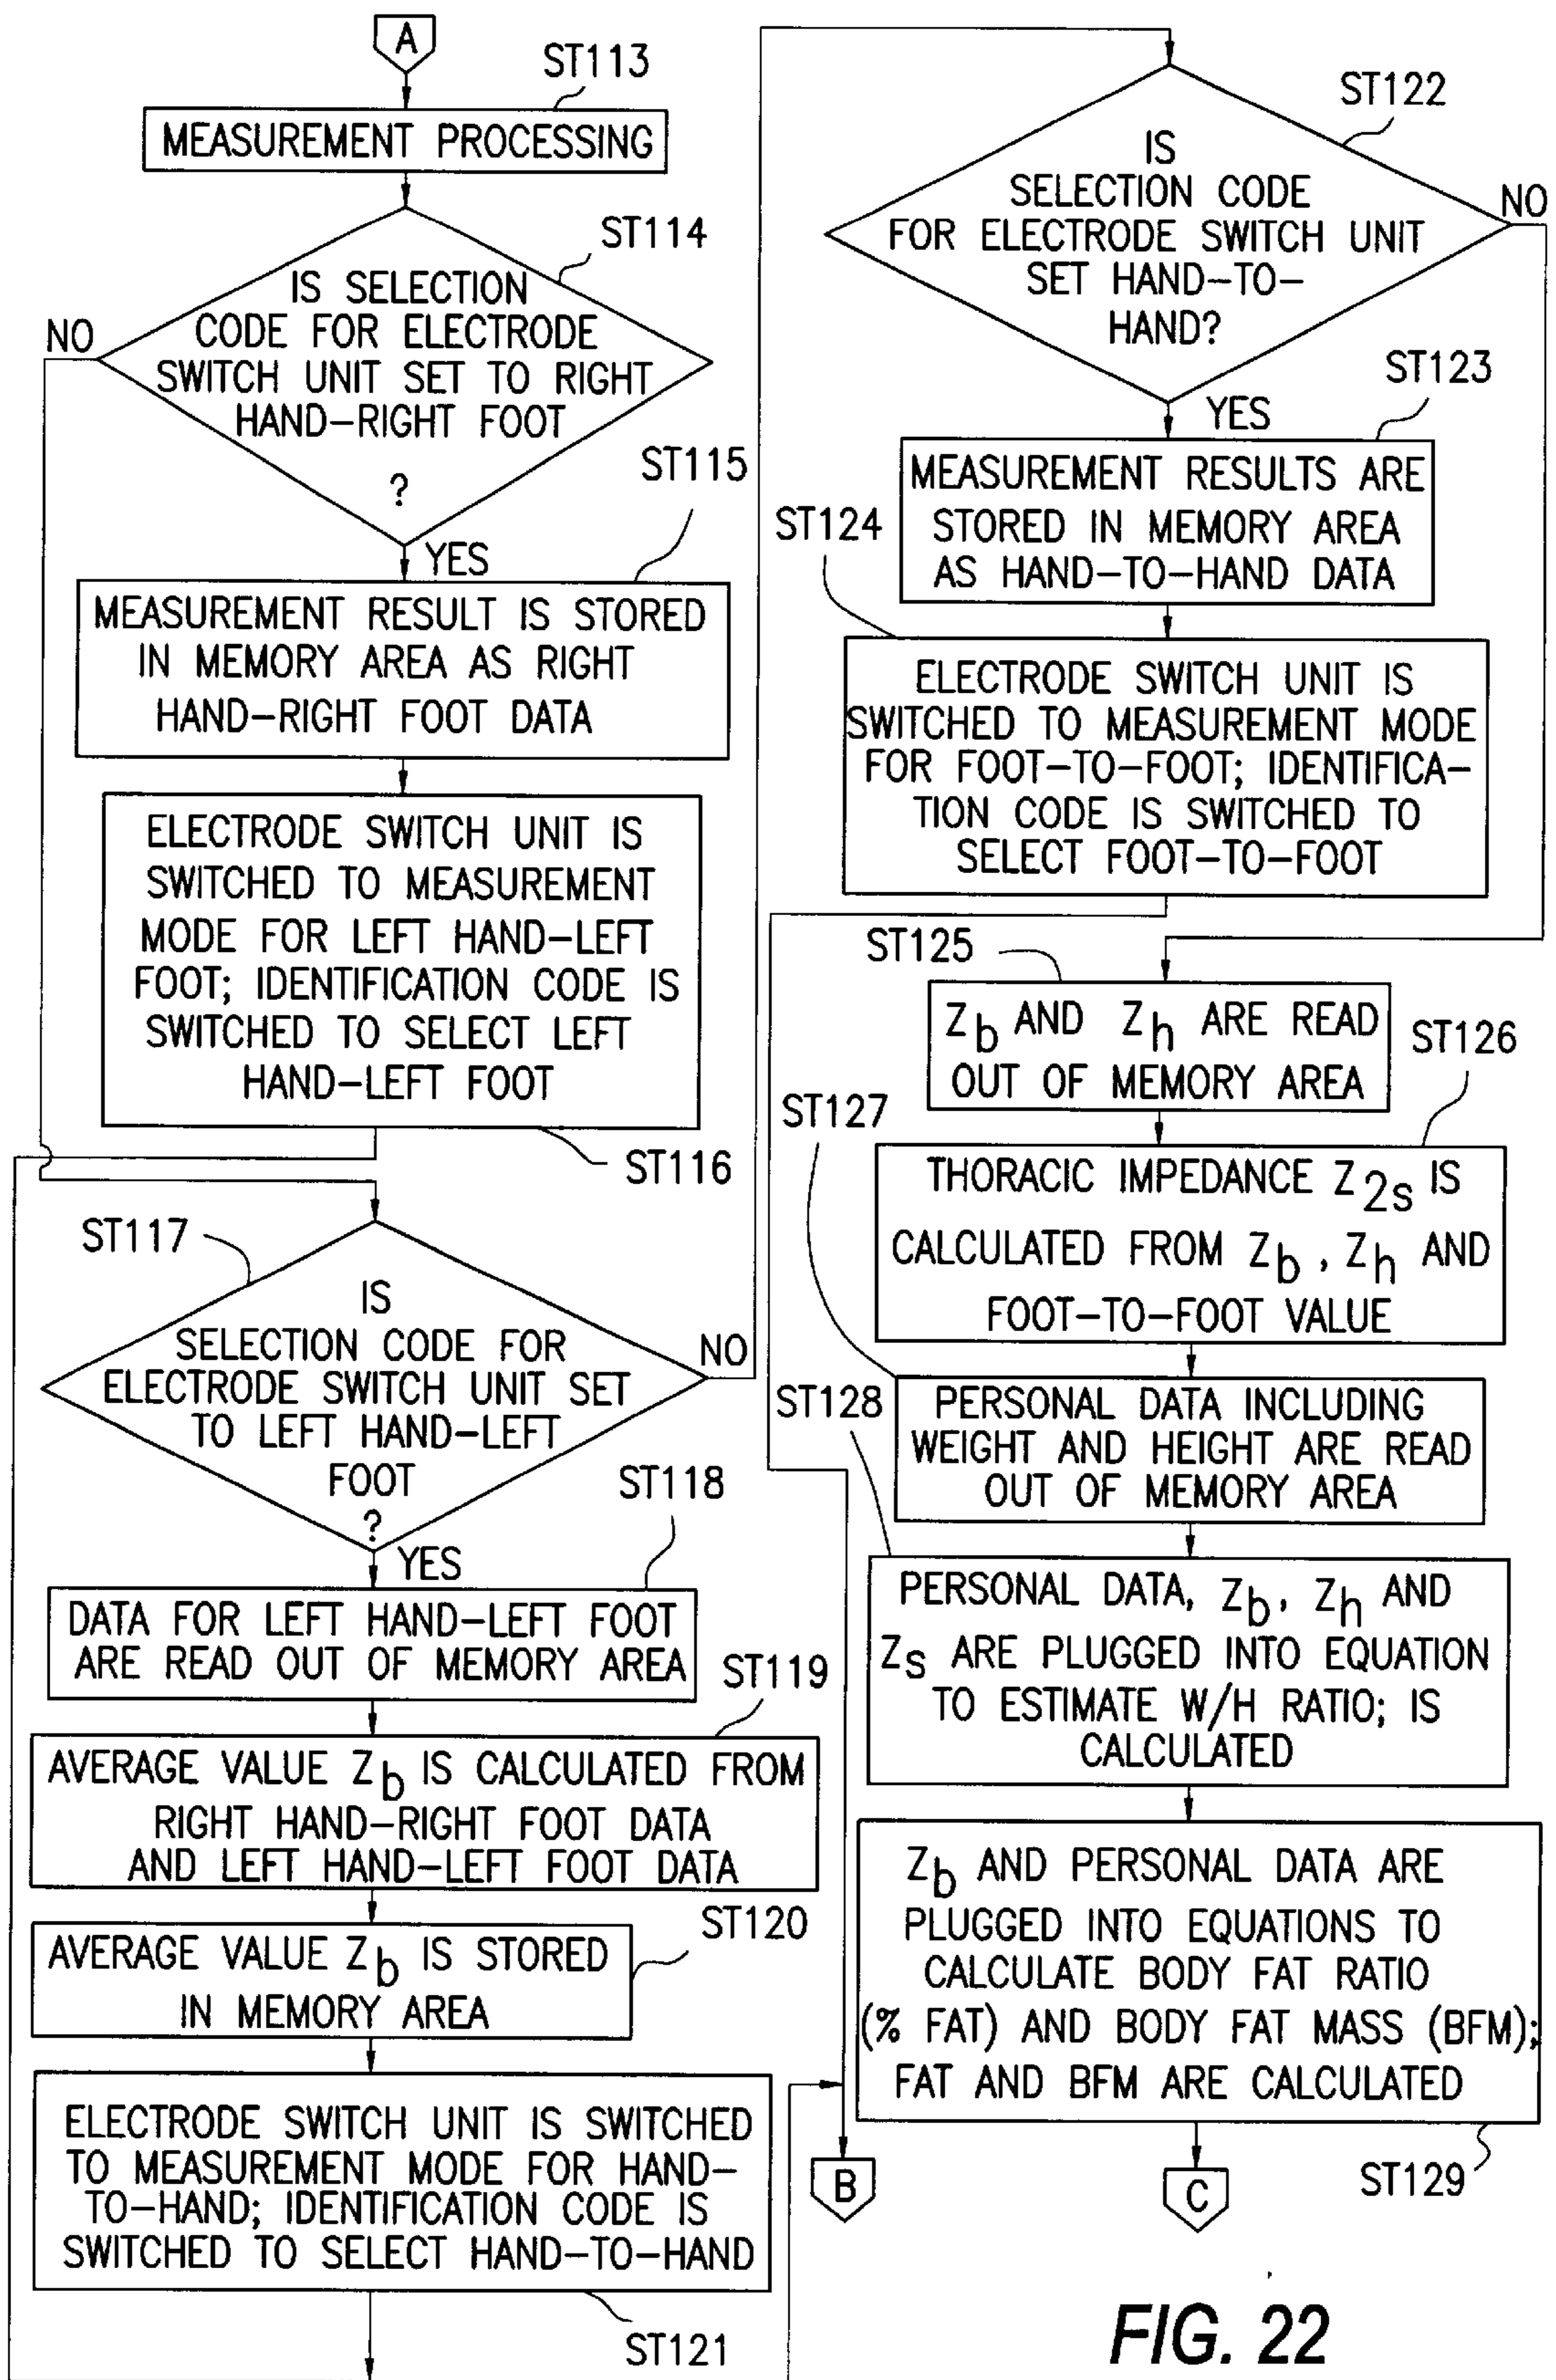 A
ST113
MEASUREMENT PROCESSING
ST114
IS SELECTION
CODE FOR ELECTRODE
SWITCH UNIT SET TO RIGHT
HAND-RIGHT FOOT
?
NO
YES
ST115
MEASUREMENT RESULT IS STORED
IN MEMORY AREA AS RIGHT
HAND-RIGHT FOOT DATA
ELECTRODE SWITCH UNIT IS
SWITCHED TO MEASUREMENT
MODE FOR LEFT HAND-LEFT
FOOT; IDENTIFICATION CODE IS
SWITCHED TO SELECT LEFT
HAND-LEFT FOOT
ST116
ST117
IS
SELECTION CODE FOR
ELECTRODE SWITCH UNIT SET
TO LEFT HAND-LEFT
FOOT
?
NO
YES
ST118
DATA FOR LEFT HAND-LEFT FOOT
ARE READ OUT OF MEMORY AREA
ST119
AVERAGE VALUE Zb IS CALCULATED FROM
RIGHT HAND-RIGHT FOOT DATA
AND LEFT HAND-LEFT FOOT DATA
ST120
AVERAGE VALUE Zb IS STORED
IN MEMORY AREA
ELECTRODE SWITCH UNIT IS SWITCHED
TO MEASUREMENT MODE FOR HAND-
TO-HAND; IDENTIFICATION CODE IS
SWITCHED TO SELECT HAND-TO-HAND
ST121
ST122
IS
SELECTION CODE
FOR ELECTRODE SWITCH UNIT
SET HAND-TO-
HAND?
NO
YES
ST123
MEASUREMENT RESULTS ARE
STORED IN MEMORY AREA
AS HAND-TO-HAND DATA
ST124
ELECTRODE SWITCH UNIT IS
SWITCHED TO MEASUREMENT MODE
FOR FOOT-TO-FOOT; IDENTIFICA-
TION CODE IS SWITCHED TO
SELECT FOOT-TO-FOOT
ST125
Zb AND Zh ARE READ
OUT OF MEMORY AREA
ST126
THORACIC IMPEDANCE Z2s IS
CALCULATED FROM Zb, Zh AND
FOOT-TO-FOOT VALUE
ST127
PERSONAL DATA INCLUDING
WEIGHT AND HEIGHT ARE READ
OUT OF MEMORY AREA
ST128
PERSONAL DATA, Zb, Zh AND
Zs ARE PLUGGED INTO EQUATION
TO ESTIMATE W/H RATIO; IS
CALCULATED
Zb AND PERSONAL DATA ARE
PLUGGED INTO EQUATIONS TO
CALCULATE BODY FAT RATIO
(% FAT) AND BODY FAT MASS (BFM);
FAT AND BFM ARE CALCULATED
ST129
B
C
FIG. 22